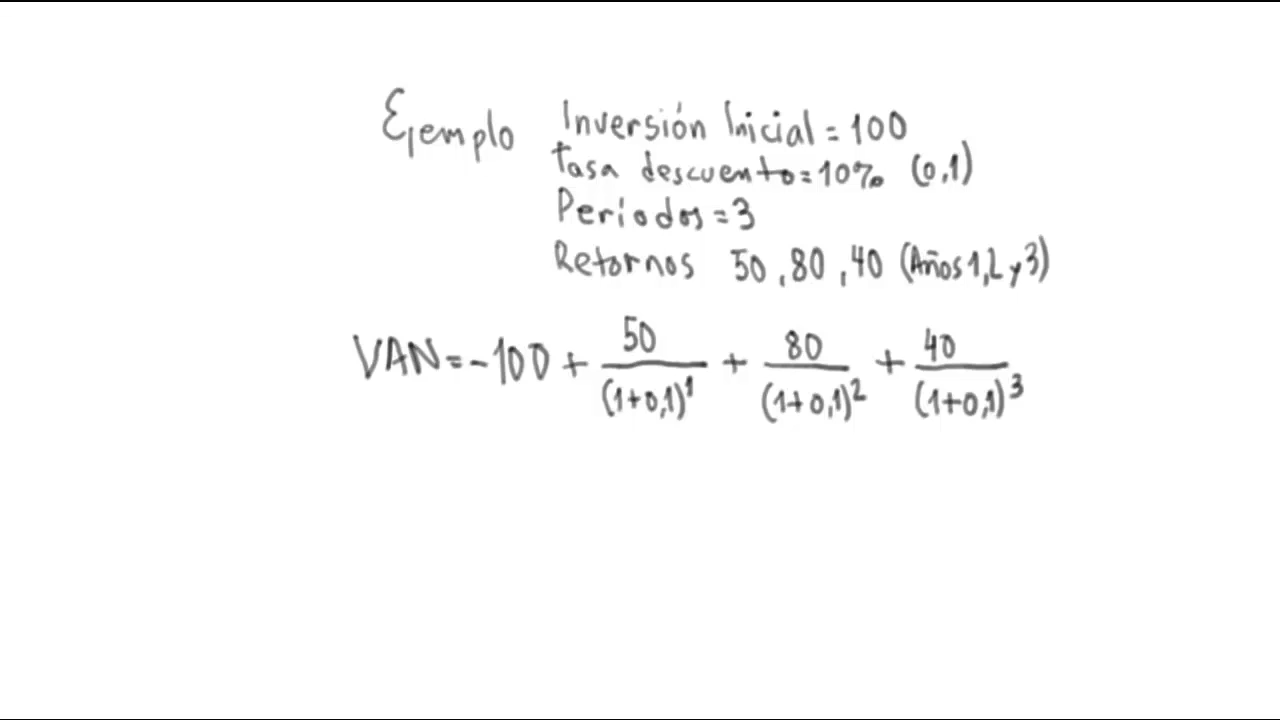 Ejemplo Inversión Inicial = 100
tasa descuento = 10% (0,1)
Períodos = 3
Retornos 50, 80, 40 (Años 1, 2 y 3)
VAN = -100 + 50/(1+0,1)^1 + 80/(1+0,1)^2 + 40/(1+0,1)^3